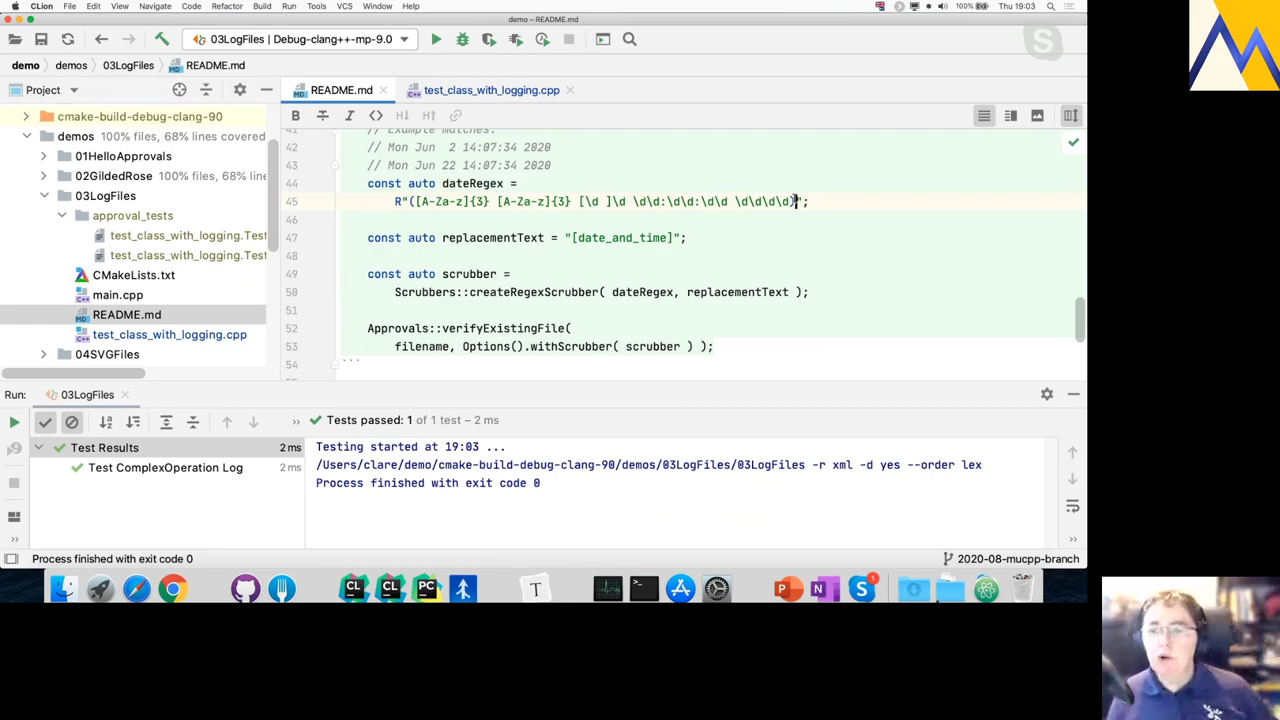 CLion File Edit View Navigate Code Refactor Build Run Tools VCS Window Help 100% Thu 19:03
demo – README.md
03LogFiles | Debug-clang++-mp-9.0
demo demos 03LogFiles README.md
Project
README.md
test_class_with_logging.cpp
cmake-build-debug-clang-90
demos 100% files, 68% lines covered
01HelloApprovals
02GildedRose 100% files, 68% lines
03LogFiles
approval_tests
test_class_with_logging.Test
test_class_with_logging.Test
CMakeLists.txt
main.cpp
README.md
test_class_with_logging.cpp
04SVGFiles
41 // Example matches:
42 // Mon Jun  2 14:07:34 2020
43 // Mon Jun 22 14:07:34 2020
44 const auto dateRegex =
45 R"([A-Za-z]{3} [A-Za-z]{3} [\d ]\d \d\d:\d\d:\d\d \d\d\d\d)";
46
47 const auto replacementText = "[date_and_time]";
48
49 const auto scrubber =
50 Scrubbers::createRegexScrubber( dateRegex, replacementText );
51
52 Approvals::verifyExistingFile(
53 filename, Options().withScrubber( scrubber ) );
54 ```
Run: 03LogFiles
Tests passed: 1 of 1 test – 2 ms
Test Results 2 ms
Test ComplexOperation Log 2 ms
Testing started at 19:03 ...
/Users/clare/demo/cmake-build-debug-clang-90/demos/03LogFiles/03LogFiles -r xml -d yes --order lex
Process finished with exit code 0
Process finished with exit code 0
2020-08-mucpp-branch
CL CL PC T P N S 1